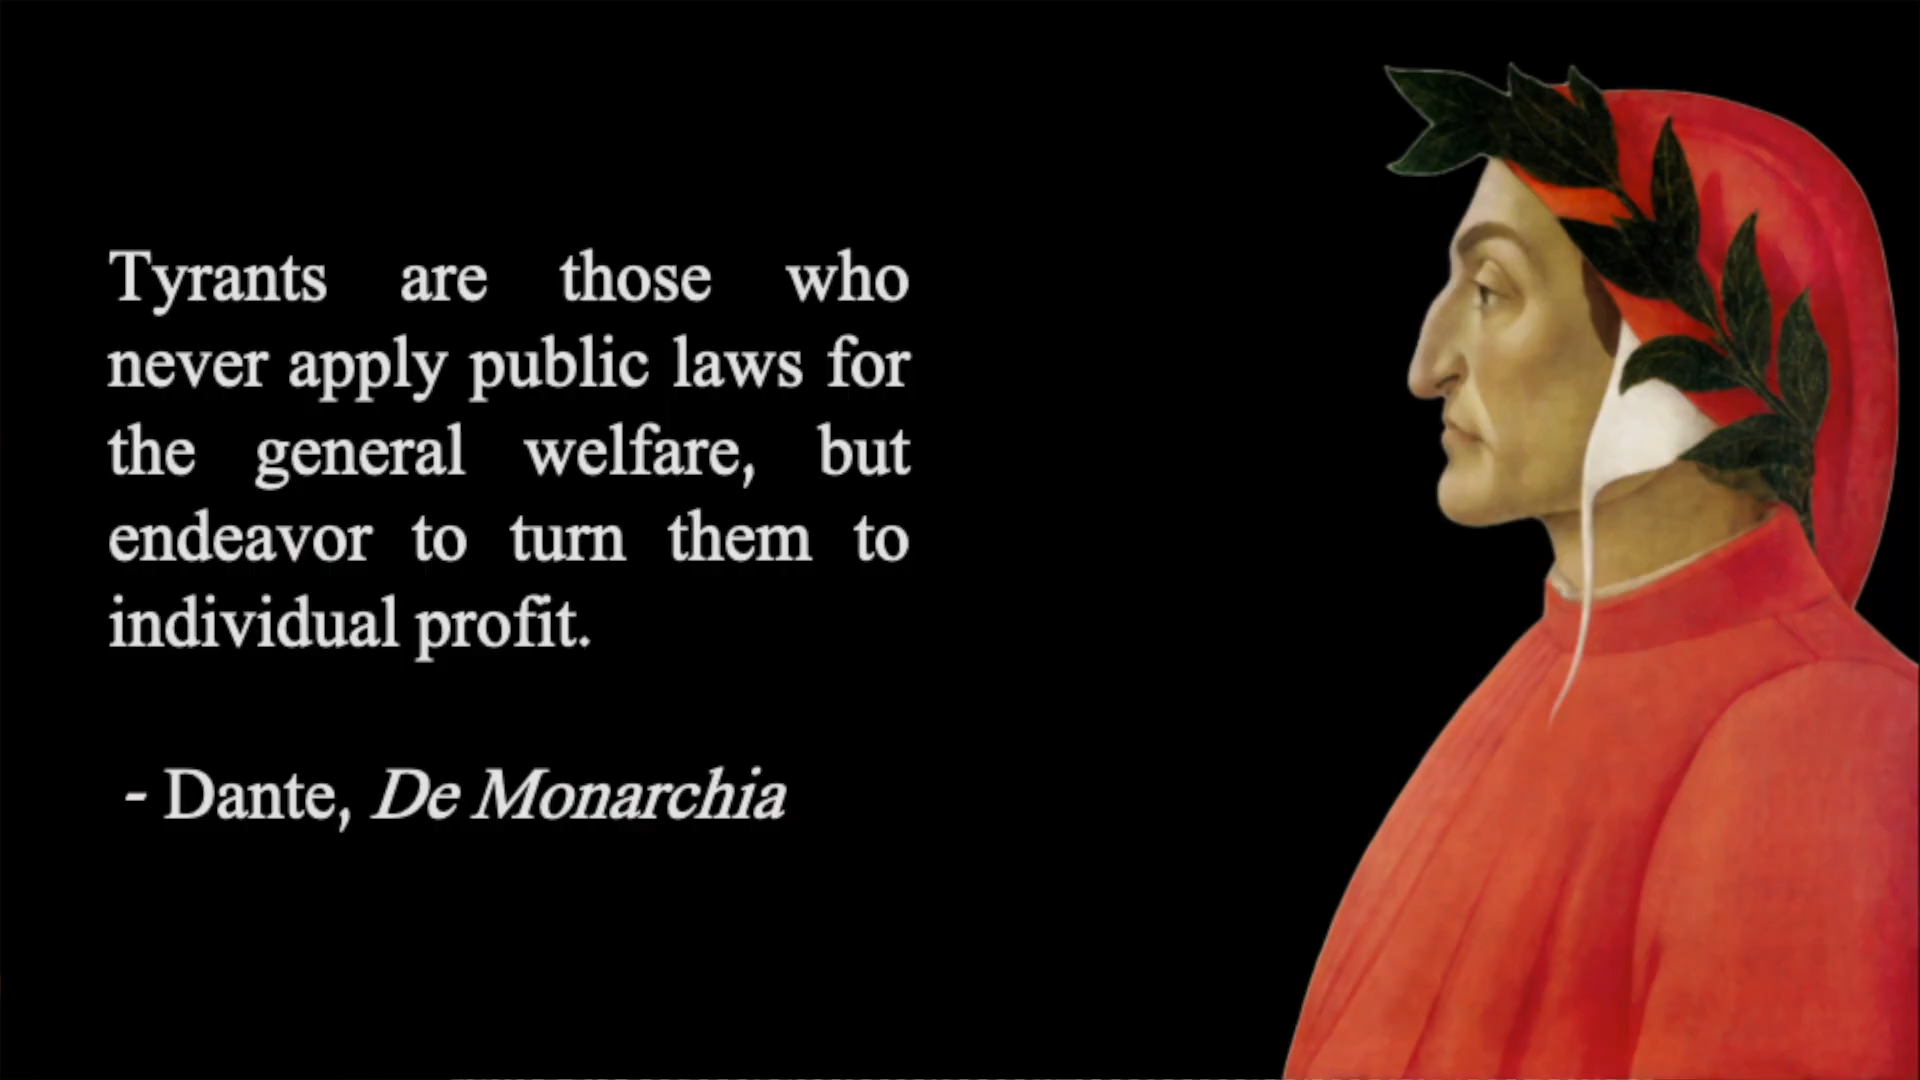 Tyrants are those who
never apply public laws for
the general welfare, but
endeavor to turn them to
individual profit.
- Dante, De Monarchia